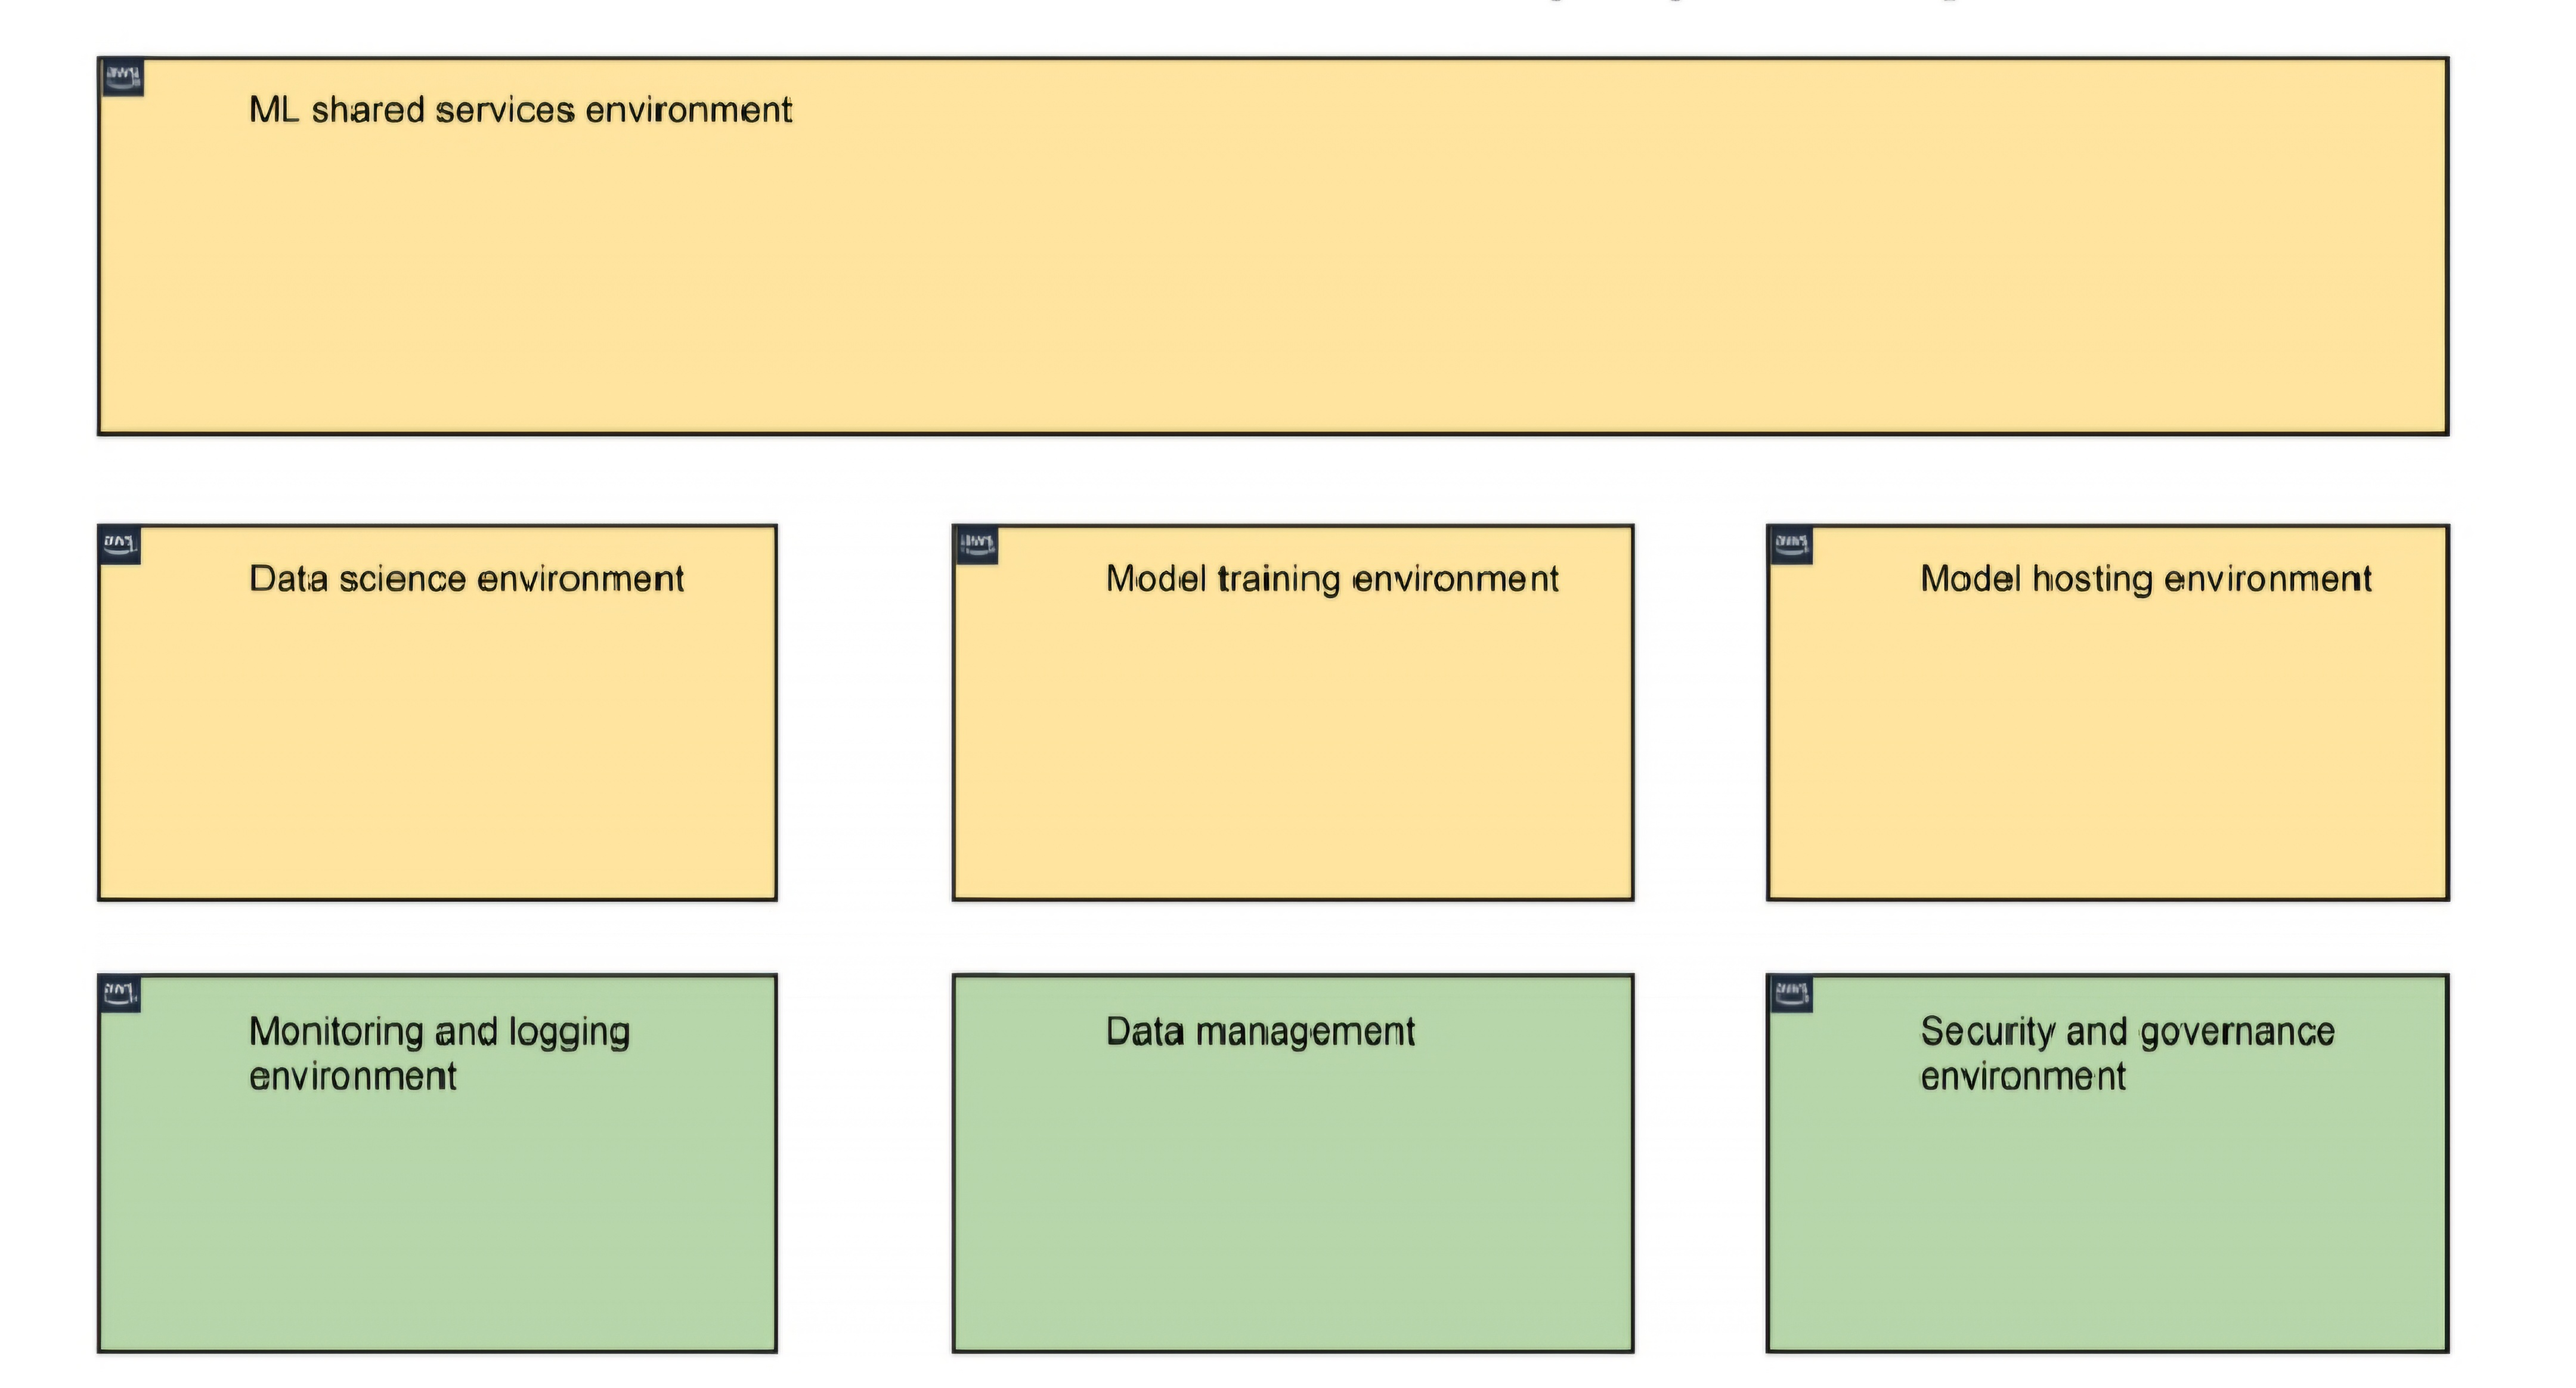 ML shared services environment
Data science environment
Model training environment
Model hosting environment
Monitoring and logging
environment
Data management
Security and governance
environment